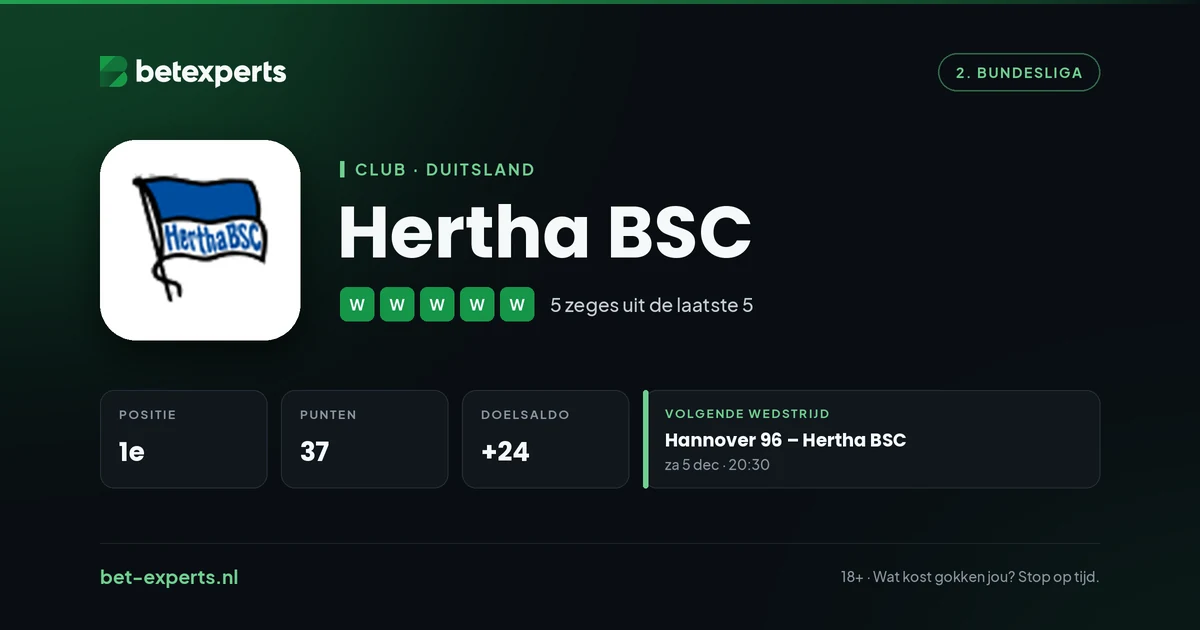 betexperts
2. BUNDESLIGA
CLUB · DUITSLAND
Hertha BSC
HerthaBSC
W W W W W 5 zeges uit de laatste 5
POSITIE
1e
PUNTEN
37
DOELSALDO
+24
VOLGENDE WEDSTRIJD
Hannover 96 – Hertha BSC
za 5 dec · 20:30
bet-experts.nl
18+ · Wat kost gokken jou? Stop op tijd.